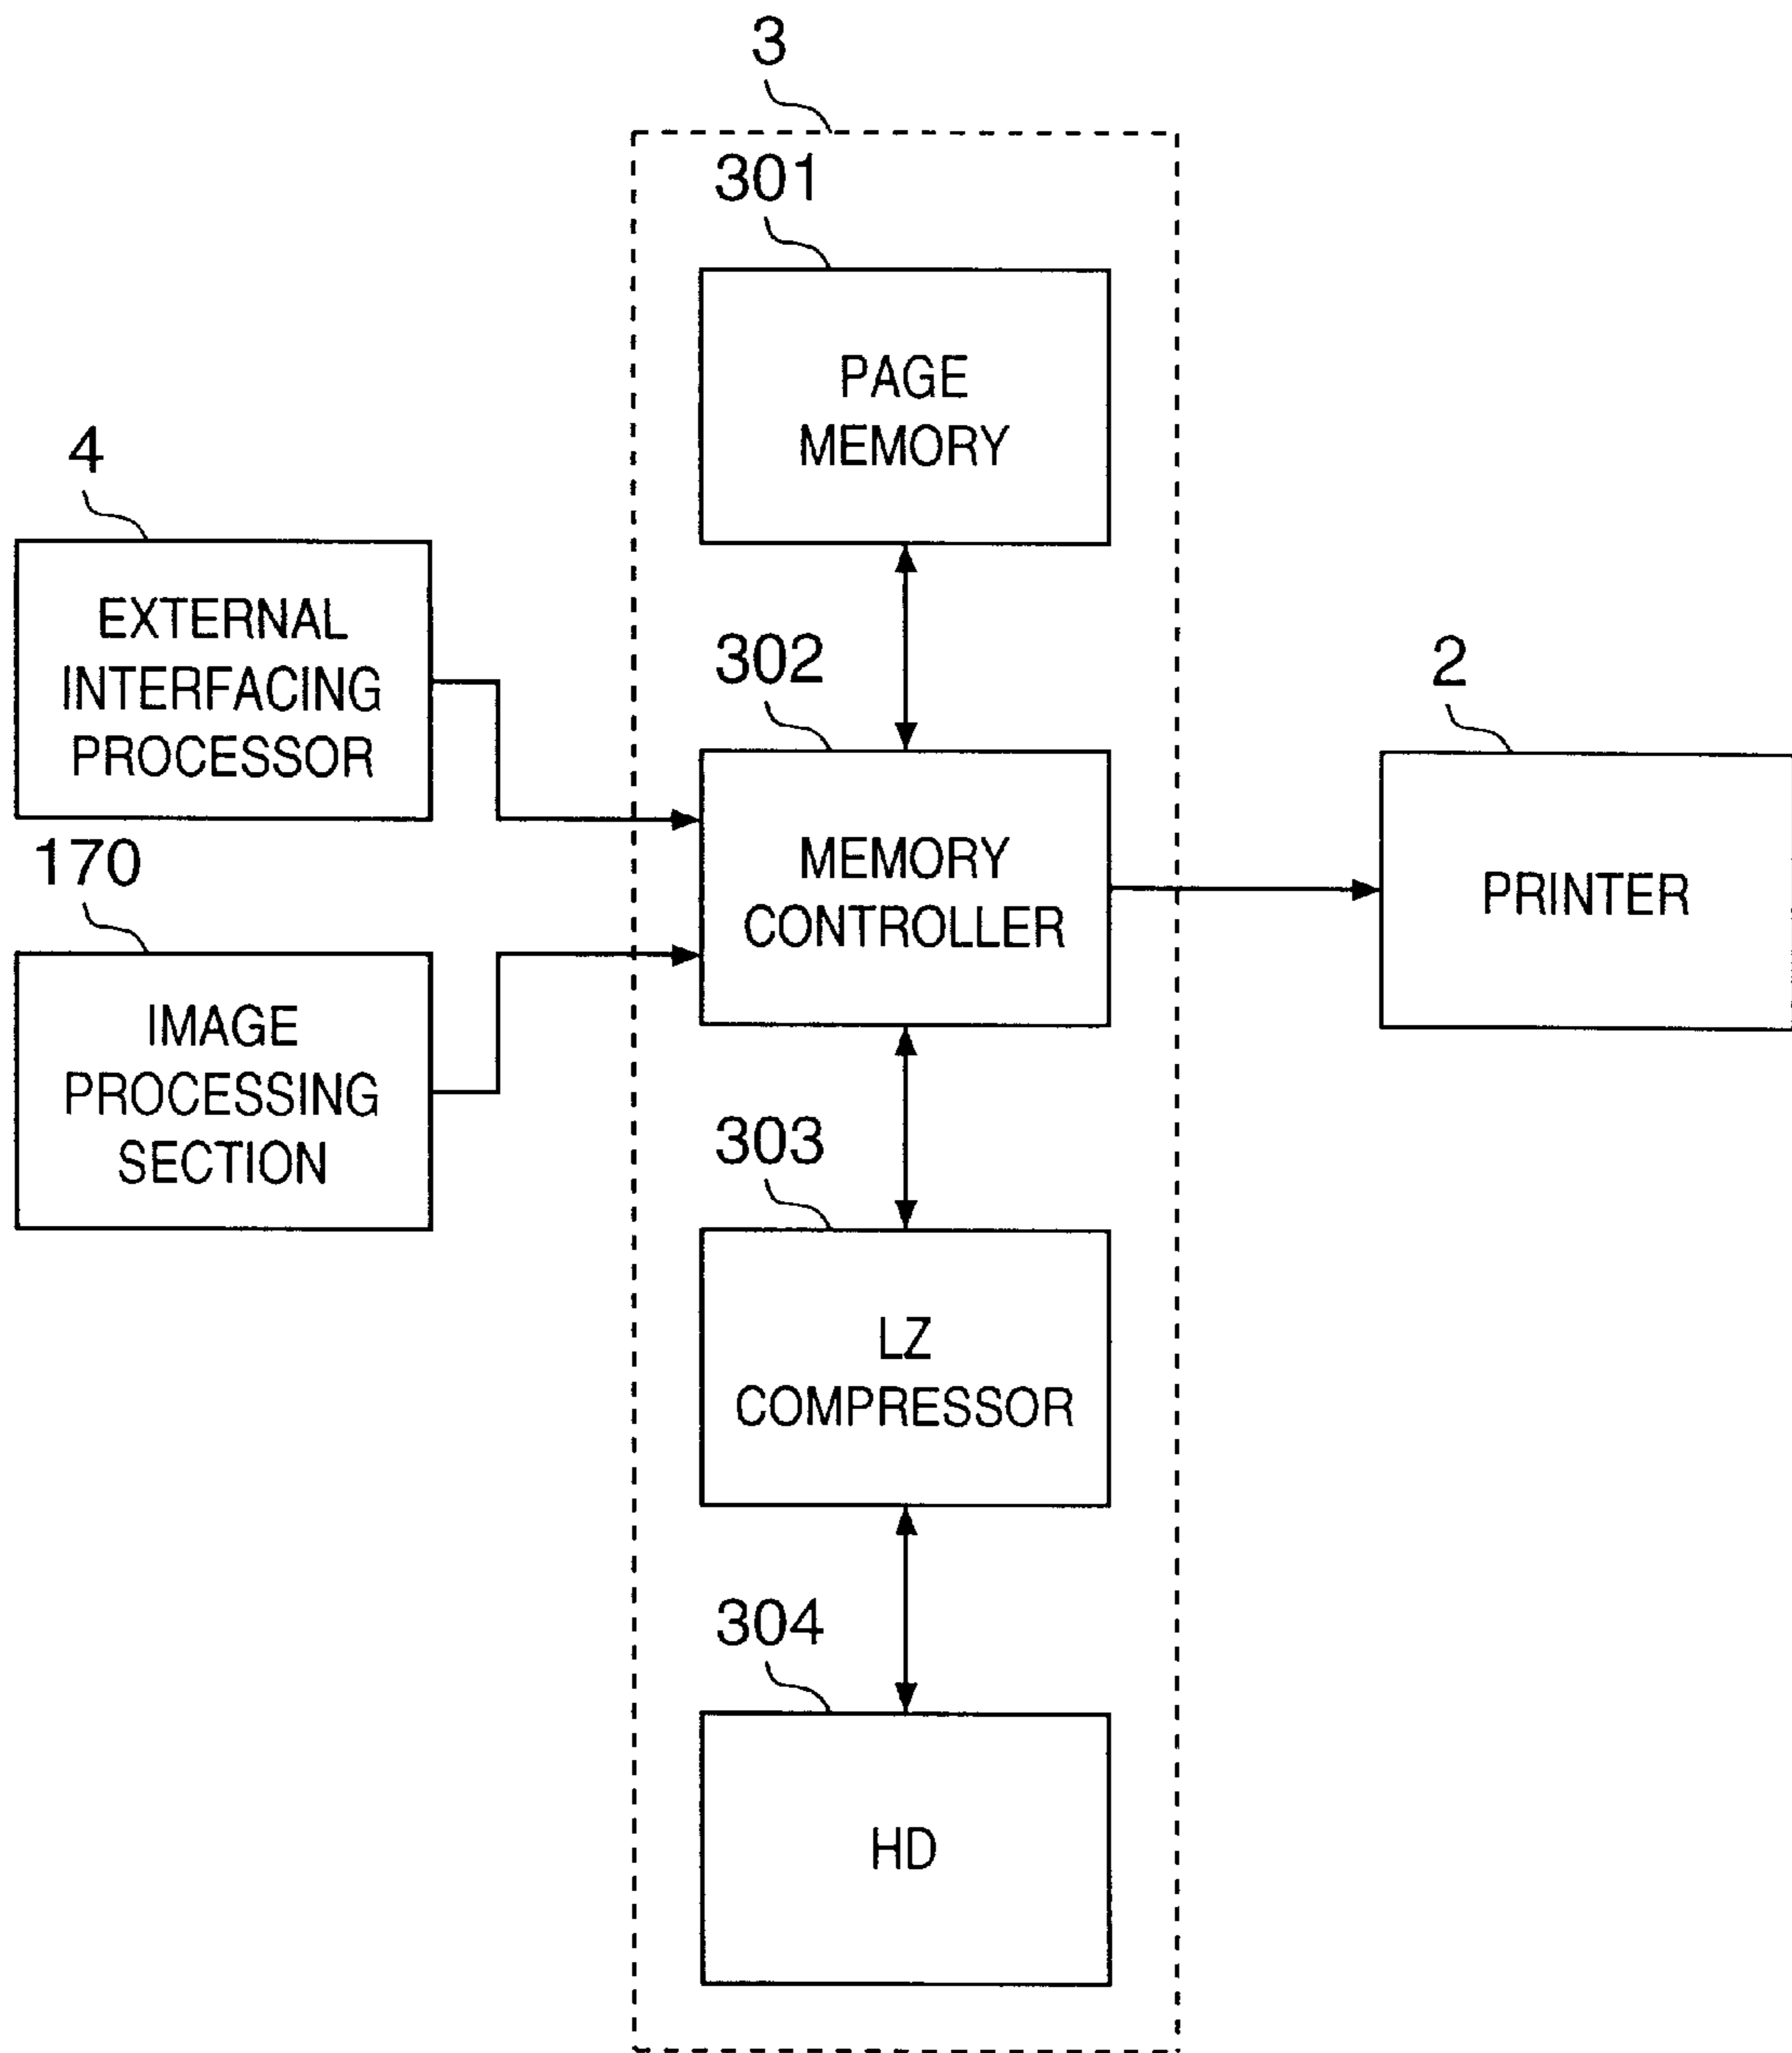 3
301
PAGE
MEMORY
4
EXTERNAL
INTERFACING
PROCESSOR
302
MEMORY
CONTROLLER
2
PRINTER
170
IMAGE
PROCESSING
SECTION
303
LZ
COMPRESSOR
304
HD